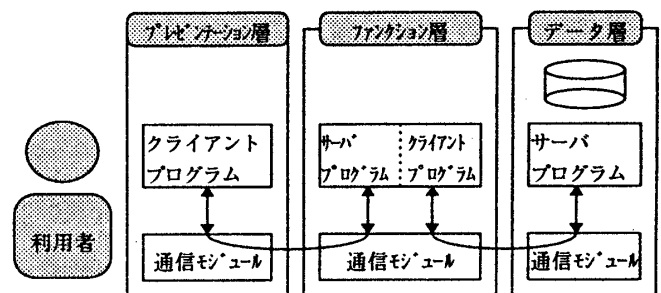 プレゼンテーション層
ファンクション層
データ層
クライアント
プログラム
サーバ
プログラム
クライアント
プログラム
サーバ
プログラム
利用者
通信モジュール
通信モジュール
通信モジュール